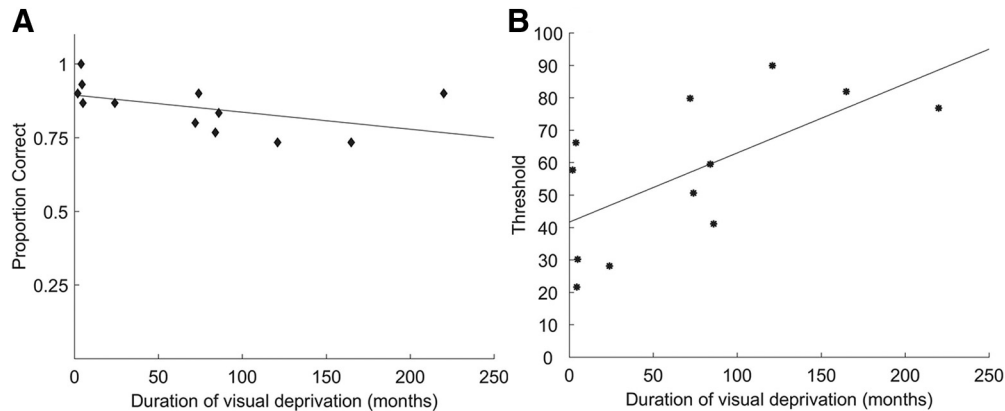 A
1
0.75
0.5
0.25
Proportion Correct
0 50 100 150 200 250
Duration of visual deprivation (months)
B
100
90
80
70
60
50
40
30
20
10
0
Threshold
0 50 100 150 200 250
Duration of visual deprivation (months)